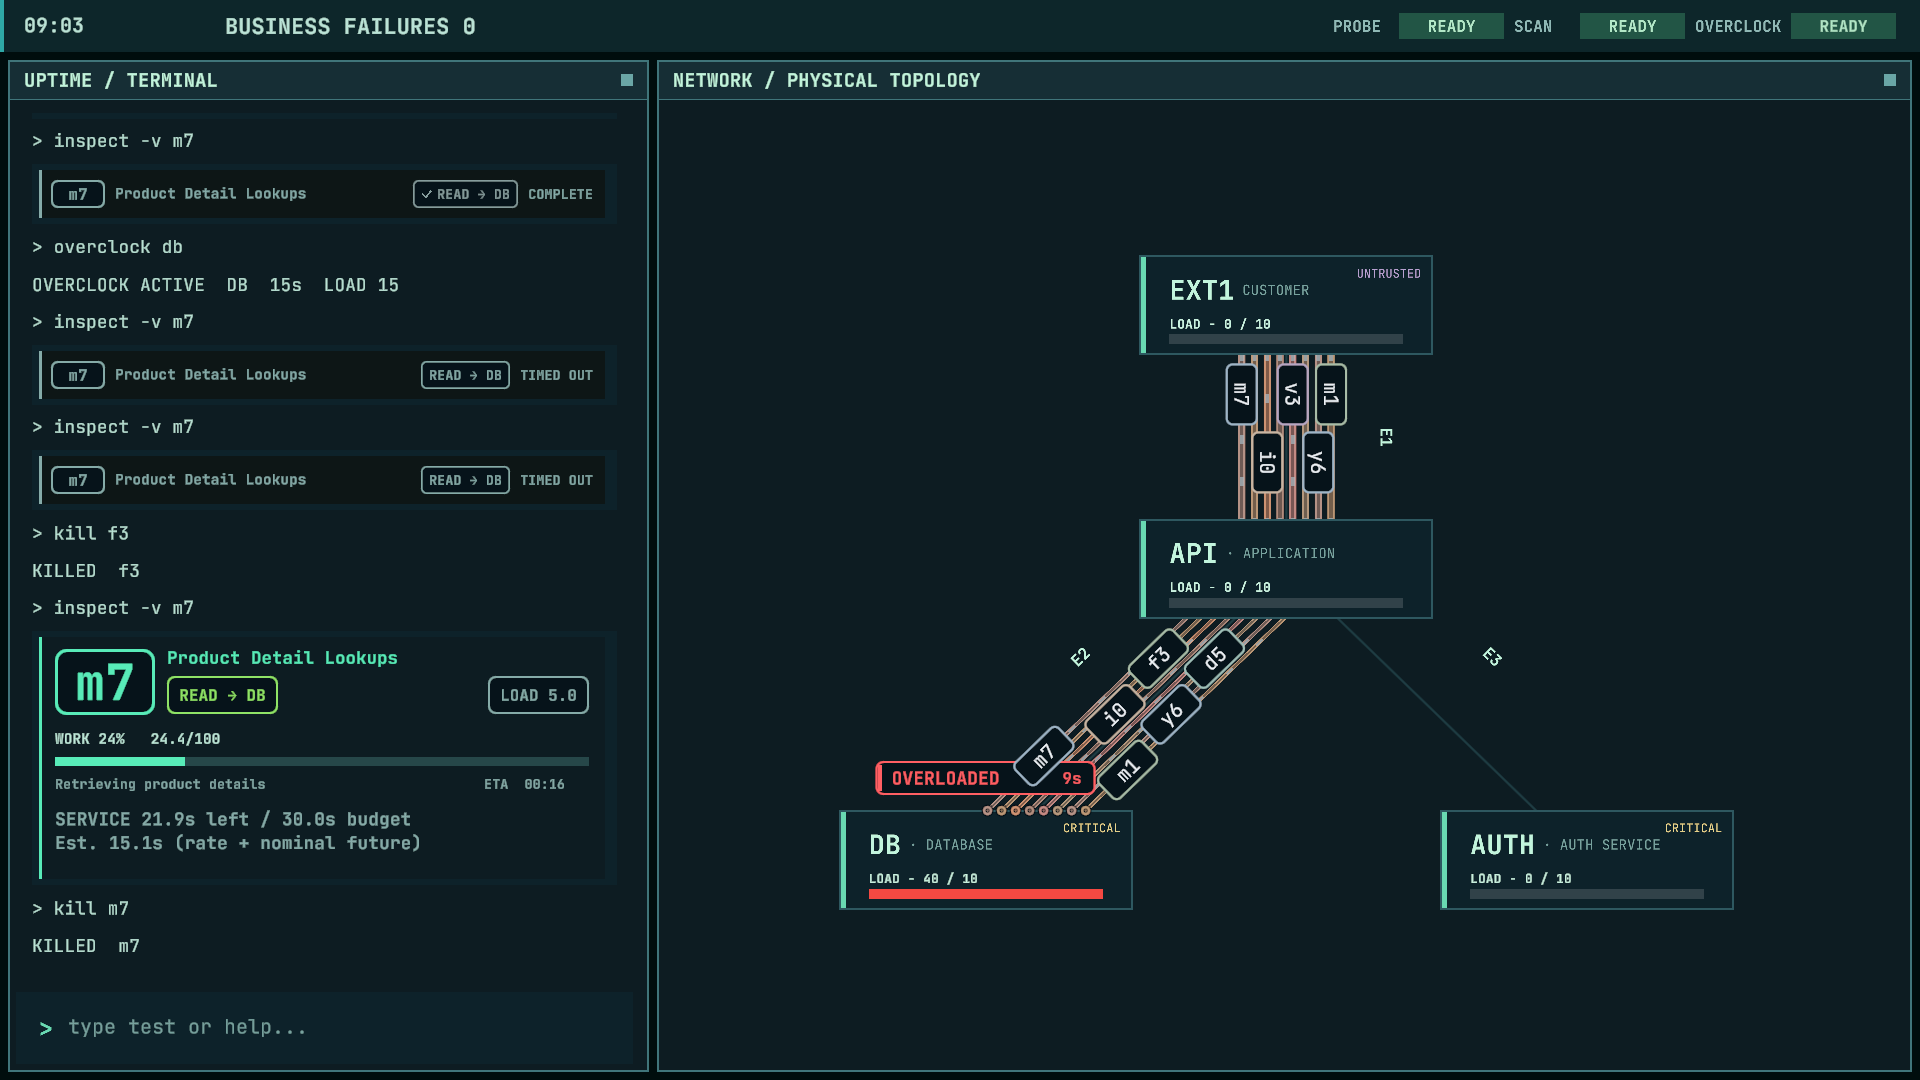 09:03
BUSINESS FAILURES 0
PROBE READY SCAN READY OVERCLOCK READY
UPTIME / TERMINAL
> inspect -v m7
m7 Product Detail Lookups ✓ READ → DB COMPLETE
> overclock db
OVERCLOCK ACTIVE DB 15s LOAD 15
> inspect -v m7
m7 Product Detail Lookups READ → DB TIMED OUT
> inspect -v m7
m7 Product Detail Lookups READ → DB TIMED OUT
> kill f3
KILLED f3
> inspect -v m7
m7 Product Detail Lookups
READ → DB LOAD 5.0
WORK 24% 24.4/100
Retrieving product details ETA 00:16
SERVICE 21.9s left / 30.0s budget
Est. 15.1s (rate + nominal future)
> kill m7
KILLED m7
> type test or help...
NETWORK / PHYSICAL TOPOLOGY
UNTRUSTED
EXT1 CUSTOMER
LOAD - 0 / 10
m7 v3 m1
i0 y6
E1
API · APPLICATION
LOAD - 0 / 10
E2
E3
f3 d5
i0 y6
m7 m1
OVERLOADED 9s
CRITICAL
DB · DATABASE
LOAD - 40 / 10
CRITICAL
AUTH · AUTH SERVICE
LOAD - 0 / 10